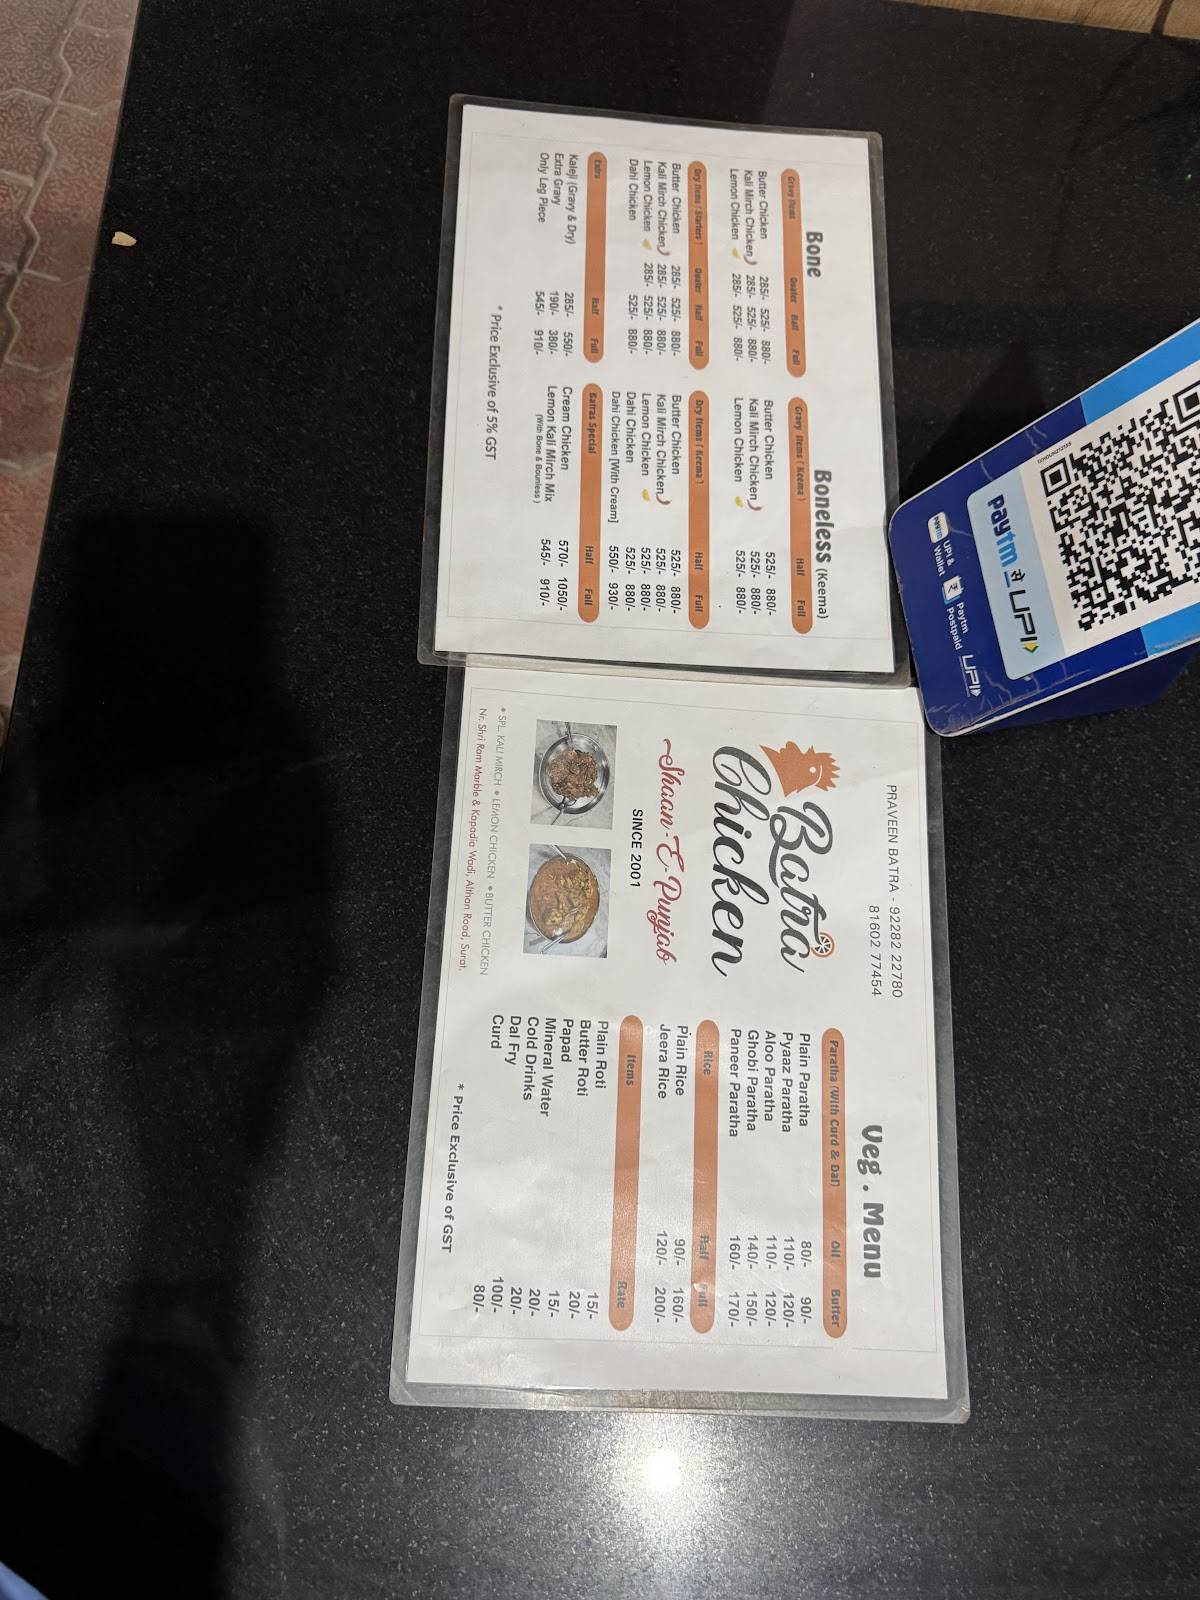 Bone
Gravy Items Quater Half Full
Butter Chicken 285/- 525/- 880/-
Kali Mirch Chicken 285/- 525/- 880/-
Lemon Chicken 285/- 525/- 880/-
Dry Items ( Starters ) Quater Half Full
Butter Chicken 285/- 525/- 880/-
Kali Mirch Chicken 285/- 525/- 880/-
Lemon Chicken 285/- 525/- 880/-
Dahi Chicken 525/- 880/-
Extra Half Full
Kaleji (Gravy & Dry) 285/- 550/-
Extra Gravy 190/- 380/-
Only Leg Piece 545/- 910/-
Boneless (Keema)
Gravy Items ( Keema ) Half Full
Butter Chicken 525/- 880/-
Kali Mirch Chicken 525/- 880/-
Lemon Chicken 525/- 880/-
Dry Items ( Keema ) Half Full
Butter Chicken 525/- 880/-
Kali Mirch Chicken 525/- 880/-
Lemon Chicken 525/- 880/-
Dahi Chicken 525/- 880/-
Dahi Chicken [With Cream] 550/- 930/-
Batras Special Half Full
Cream Chicken 570/- 1050/-
Lemon Kali Mirch Mix 545/- 910/-
(With Bone & Bounless )
* Price Exclusive of 5% GST
PRAVEEN BATRA - 92282 22780
81602 77454
Batra
Chicken
Shaan-E-Punjab
SINCE 2001
• SPL. KALI MIRCH • LEMON CHICKEN • BUTTER CHICKEN
Nr. Shri Ram Marble & Kapadia Wadi, Althan Road, Surat.
Veg . Menu
Paratha (With Curd & Dal) Oil Butter
Plain Paratha 80/- 90/-
Pyaaz Paratha 110/- 120/-
Aloo Paratha 110/- 120/-
Ghobi Paratha 140/- 150/-
Paneer Paratha 160/- 170/-
Rice Half Full
Plain Rice 90/- 160/-
Jeera Rice 120/- 200/-
Items Rate
Plain Roti 15/-
Butter Roti 20/-
Papad 15/-
Mineral Water 20/-
Cold Drinks 20/-
Dal Fry 100/-
Curd 80/-
* Price Exclusive of GST
paytm से UPI
UPI & Wallet
Paytm Postpaid
UPI